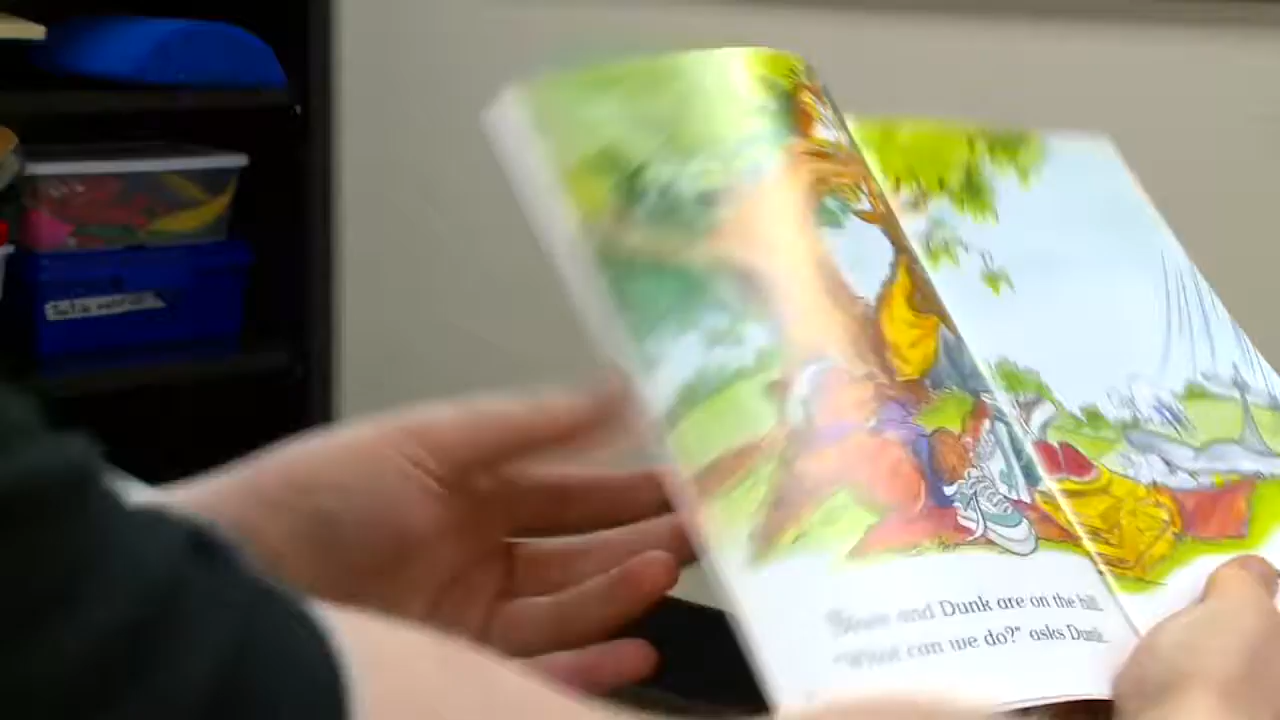 and Dunk are on the hill.
"What can we do?" asks Dunk.